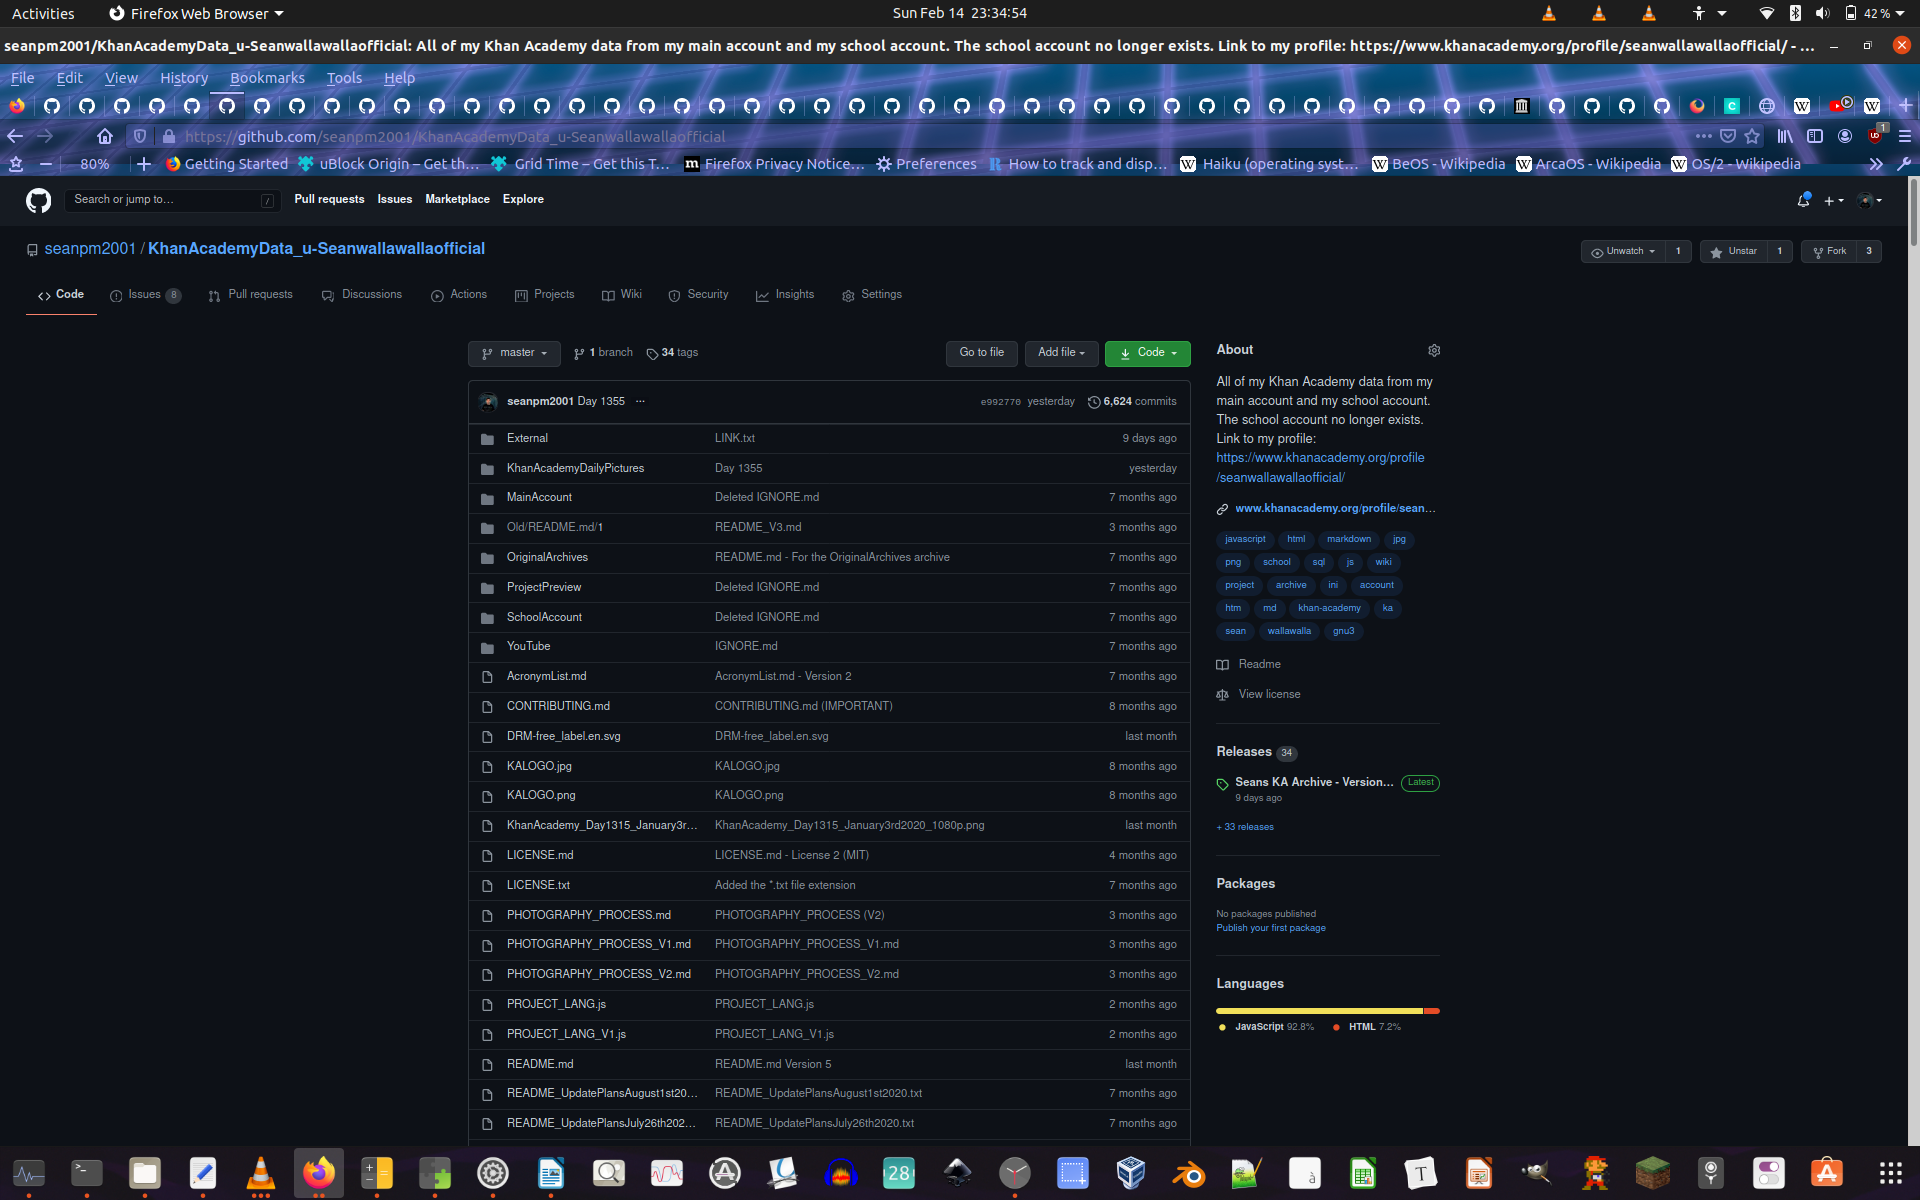 Activities
Firefox Web Browser
Sun Feb 14 23:34:54
42 %
seanpm2001/KhanAcademyData_u-Seanwallawallaofficial: All of my Khan Academy data from my main account and my school account. The school account no longer exists. Link to my profile: https://www.khanacademy.org/profile/seanwallawallaofficial/ - ...
File Edit View History Bookmarks Tools Help
https://github.com/seanpm2001/KhanAcademyData_u-Seanwallawallaofficial
1
80%
Getting Started
uBlock Origin – Get th…
Grid Time – Get this T…
Firefox Privacy Notice…
Preferences
How to track and disp…
Haiku (operating syst…
BeOS - Wikipedia
ArcaOS - Wikipedia
OS/2 - Wikipedia
Search or jump to…
/
Pull requests Issues Marketplace Explore
seanpm2001 / KhanAcademyData_u-Seanwallawallaofficial
Unwatch 1
Unstar 1
Fork 3
Code
Issues 8
Pull requests
Discussions
Actions
Projects
Wiki
Security
Insights
Settings
master
1 branch
34 tags
Go to file
Add file
Code
seanpm2001 Day 1355 ...
e992770 yesterday
6,624 commits
External LINK.txt 9 days ago
KhanAcademyDailyPictures Day 1355 yesterday
MainAccount Deleted IGNORE.md 7 months ago
Old/README.md/1 README_V3.md 3 months ago
OriginalArchives README.md - For the OriginalArchives archive 7 months ago
ProjectPreview Deleted IGNORE.md 7 months ago
SchoolAccount Deleted IGNORE.md 7 months ago
YouTube IGNORE.md 7 months ago
AcronymList.md AcronymList.md - Version 2 7 months ago
CONTRIBUTING.md CONTRIBUTING.md (IMPORTANT) 8 months ago
DRM-free_label.en.svg DRM-free_label.en.svg last month
KALOGO.jpg KALOGO.jpg 8 months ago
KALOGO.png KALOGO.png 8 months ago
KhanAcademy_Day1315_January3r... KhanAcademy_Day1315_January3rd2020_1080p.png last month
LICENSE.md LICENSE.md - License 2 (MIT) 4 months ago
LICENSE.txt Added the *.txt file extension 7 months ago
PHOTOGRAPHY_PROCESS.md PHOTOGRAPHY_PROCESS (V2) 3 months ago
PHOTOGRAPHY_PROCESS_V1.md PHOTOGRAPHY_PROCESS_V1.md 3 months ago
PHOTOGRAPHY_PROCESS_V2.md PHOTOGRAPHY_PROCESS_V2.md 3 months ago
PROJECT_LANG.js PROJECT_LANG.js 2 months ago
PROJECT_LANG_V1.js PROJECT_LANG_V1.js 2 months ago
README.md README.md Version 5 last month
README_UpdatePlansAugust1st20... README_UpdatePlansAugust1st2020.txt 7 months ago
README_UpdatePlansJuly26th202... README_UpdatePlansJuly26th2020.txt 7 months ago
About
All of my Khan Academy data from my
main account and my school account.
The school account no longer exists.
Link to my profile:
https://www.khanacademy.org/profile
/seanwallawallaofficial/
www.khanacademy.org/profile/sean...
javascript html markdown jpg
png school sql js wiki
project archive ini account
htm md khan-academy ka
sean wallawalla gnu3
Readme
View license
Releases 34
Seans KA Archive - Version... Latest
9 days ago
+ 33 releases
Packages
No packages published
Publish your first package
Languages
JavaScript 92.8% HTML 7.2%
28